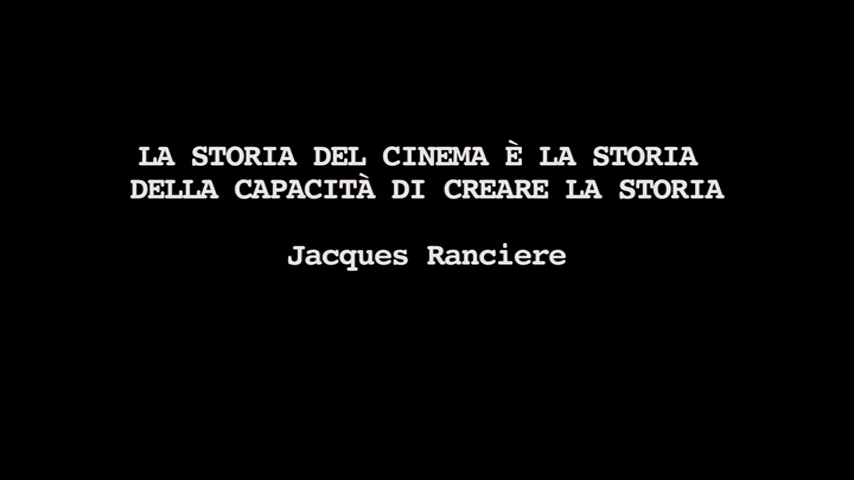 LA STORIA DEL CINEMA È LA STORIA
DELLA CAPACITÀ DI CREARE LA STORIA
Jacques Ranciere